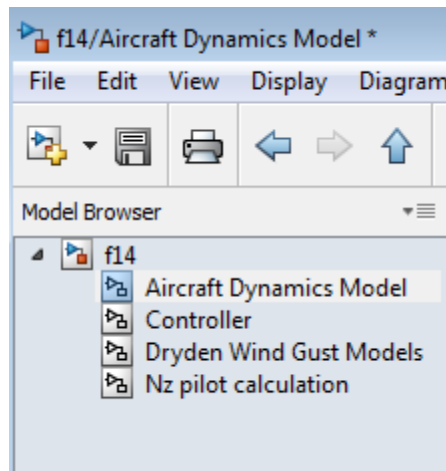 f14/Aircraft Dynamics Model *
File Edit View Display Diagram
Model Browser
f14
Aircraft Dynamics Model
Controller
Dryden Wind Gust Models
Nz pilot calculation